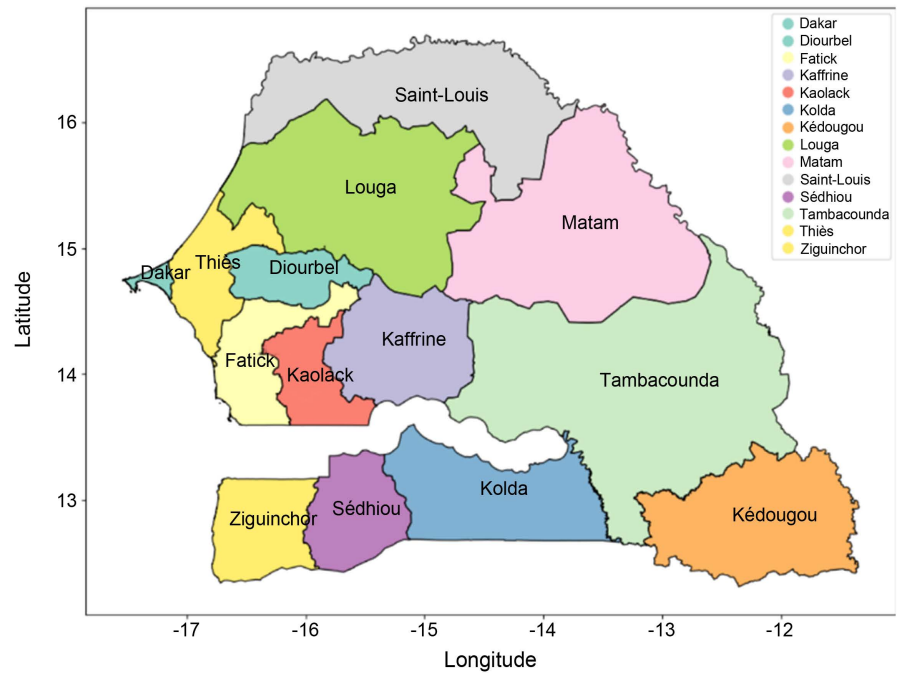 Dakar
Diourbel
Fatick
Kaffrine
Kaolack
Kolda
Kédougou
Louga
Matam
Saint-Louis
Sédhiou
Tambacounda
Thiès
Ziguinchor
Saint-Louis
Louga
Matam
Dakar
Thiès
Diourbel
Fatick
Kaolack
Kaffrine
Tambacounda
Ziguinchor
Sédhiou
Kolda
Kédougou
16
15
14
13
Latitude
-17
-16
-15
-14
-13
-12
Longitude